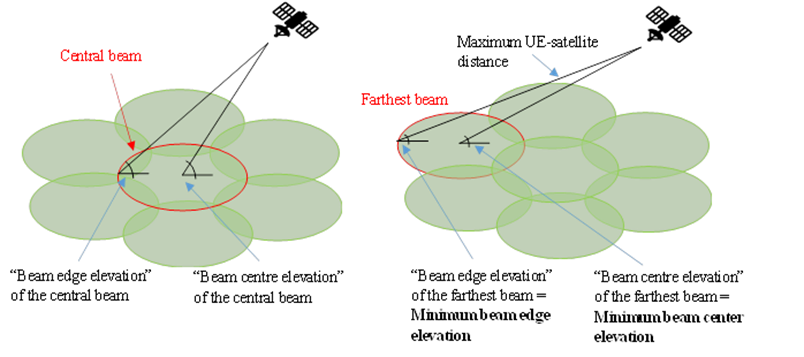 Central beam
"Beam edge elevation"
of the central beam
"Beam centre elevation"
of the central beam
Maximum UE-satellite
distance
Farthest beam
"Beam edge elevation"
of the farthest beam =
Minimum beam edge
elevation
"Beam centre elevation"
of the farthest beam =
Minimum beam center
elevation